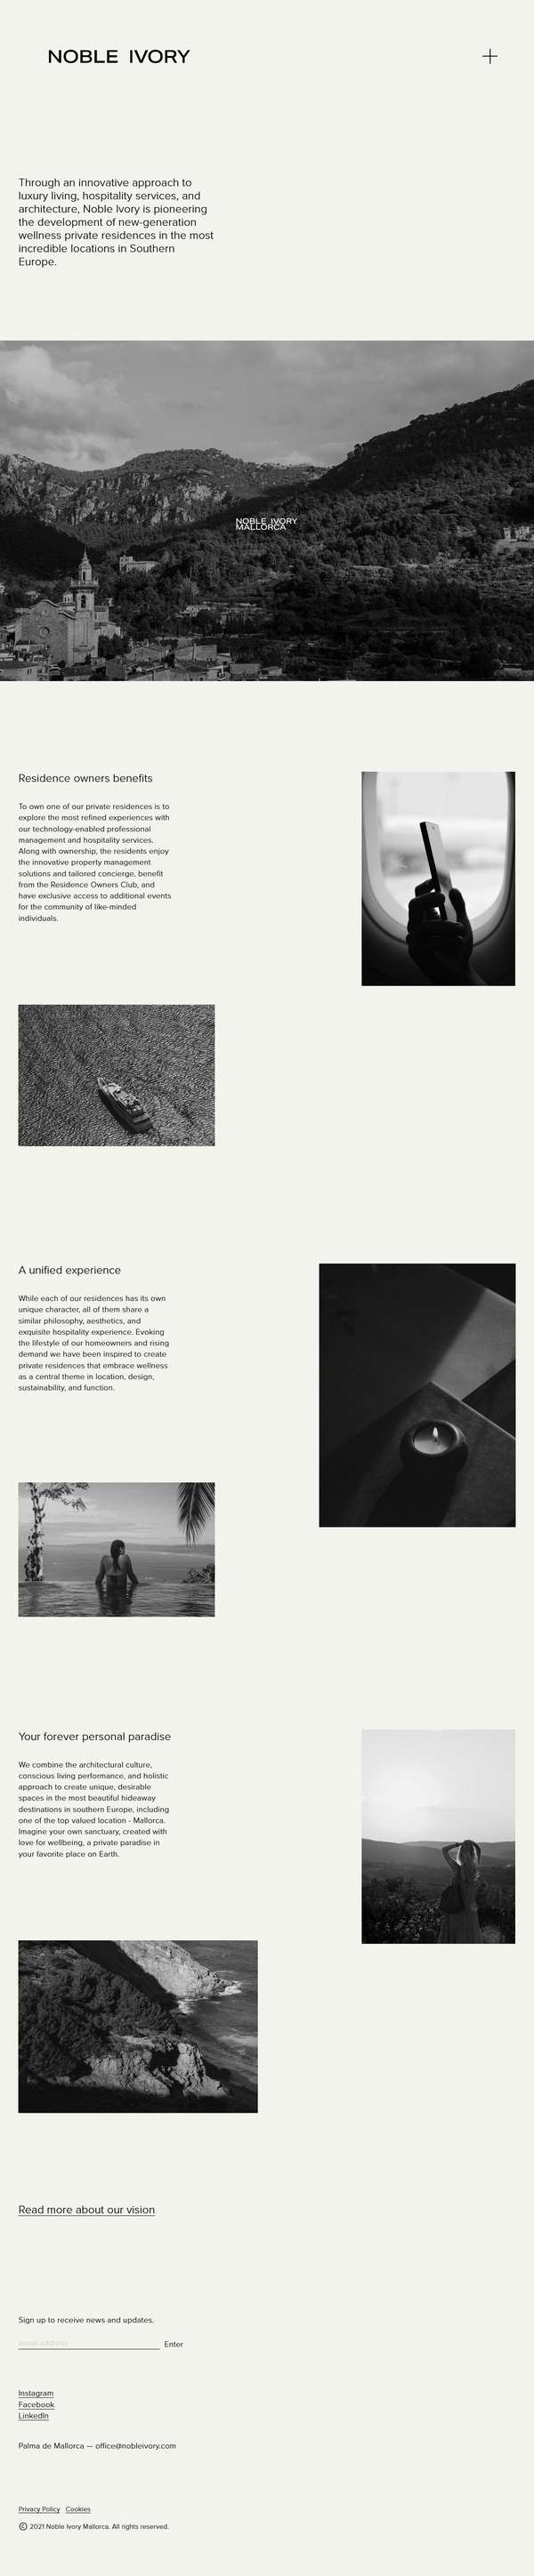 NOBLE IVORY
Through an innovative approach to
luxury living, hospitality services, and
architecture, Noble Ivory is pioneering
the development of new-generation
wellness private residences in the most
incredible locations in Southern
Europe.
NOBLE IVORY
MALLORCA
Residence owners benefits
To own one of our private residences is to
explore the most refined experiences with
our technology-enabled professional
management and hospitality services.
Along with ownership, the residents enjoy
the innovative property management
solutions and tailored concierge, benefit
from the Residence Owners Club, and
have exclusive access to additional events
for the community of like-minded
individuals.
A unified experience
While each of our residences has its own
unique character, all of them share a
similar philosophy, aesthetics, and
exquisite hospitality experience. Evoking
the lifestyle of our homeowners and rising
demand we have been inspired to create
private residences that embrace wellness
as a central theme in location, design,
sustainability, and function.
Your forever personal paradise
We combine the architectural culture,
conscious living performance, and holistic
approach to create unique, desirable
spaces in the most beautiful hideaway
destinations in southern Europe, including
one of the top valued location - Mallorca.
Imagine your own sanctuary, created with
love for wellbeing, a private paradise in
your favorite place on Earth.
Read more about our vision
Sign up to receive news and updates.
email address Enter
Instagram
Facebook
LinkedIn
Palma de Mallorca — office@nobleivory.com
Privacy Policy Cookies
© 2021 Noble Ivory Mallorca. All rights reserved.